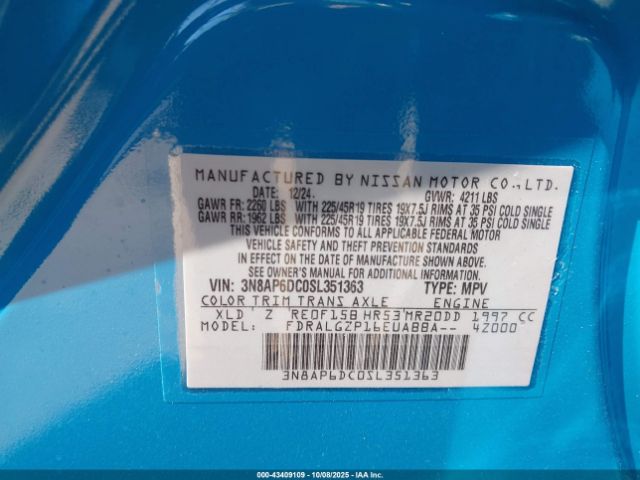 MANUFACTURED BY NISSAN MOTOR CO., LTD.
DATE: 12/24 GVWR: 4211 LBS
GAWR FR: 2260 LBS WITH 225/45R19 TIRES 19X7.5J RIMS AT 35 PSI COLD SINGLE
GAWR RR: 1962 LBS WITH 225/45R19 TIRES 19X7.5J RIMS AT 35 PSI COLD SINGLE
THIS VEHICLE CONFORMS TO ALL APPLICABLE FEDERAL MOTOR
VEHICLE SAFETY AND THEFT PREVENTION STANDARDS
IN EFFECT ON THE DATE OF MANUFACTURE SHOWN ABOVE.
SEE OWNER'S MANUAL FOR ADDITIONAL INFORMATION.
VIN: 3N8AP6DC0SL351363 TYPE: MPV
COLOR TRIM TRANS AXLE ENGINE
XLD Z RE0F15B HR53 MR20DD 1997 CC
MODEL: FDRALGZP16EUABBA-- 4Z000
3N8AP6DC0SL351363
000-43409109 - 10/08/2025 - © IAA, Inc.